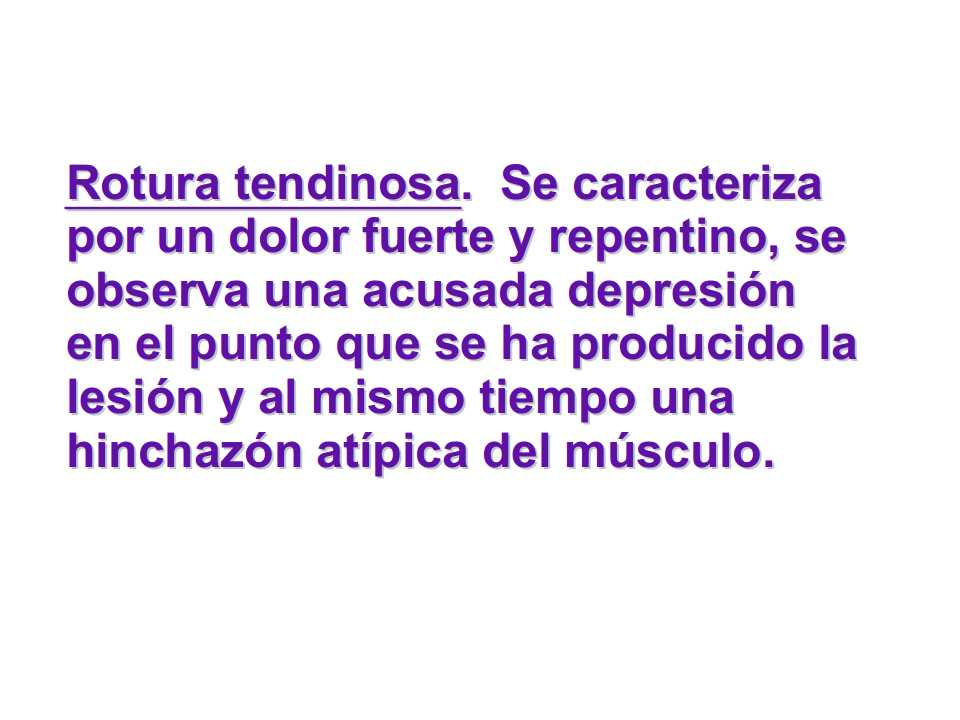 Rotura tendinosa.  Se caracteriza
por un dolor fuerte y repentino, se
observa una acusada depresión
en el punto que se ha producido la
lesión y al mismo tiempo una
hinchazón atípica del músculo.